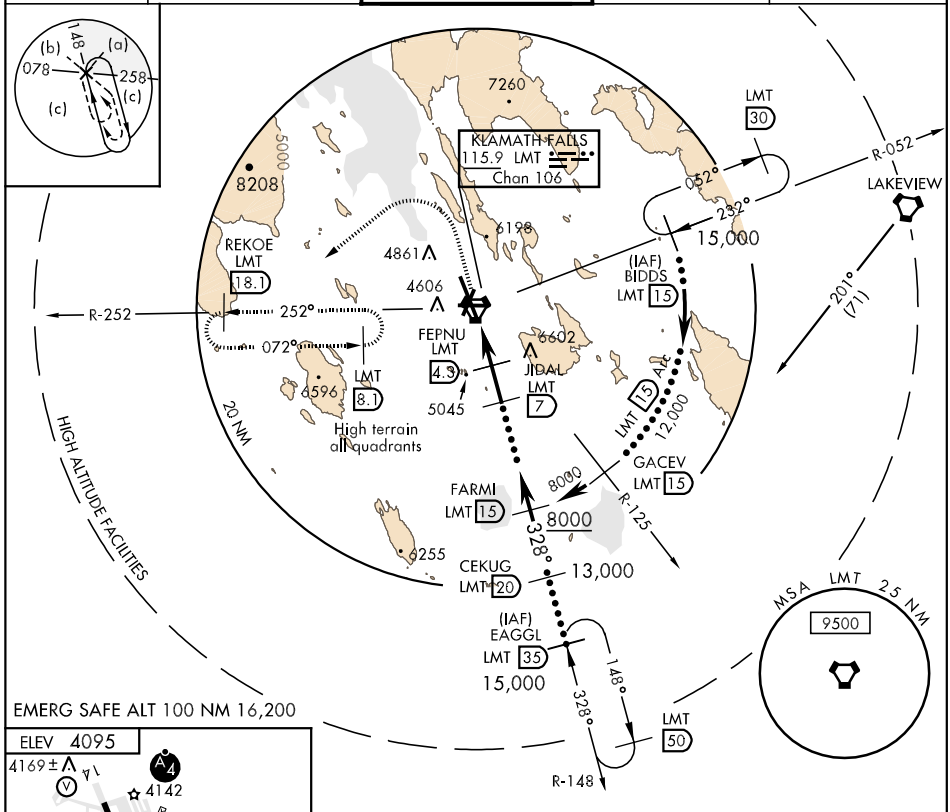 148
(b)
(a)
078
258
(c)
(c)
7260
LMT
30
KLAMATH FALLS
115.9 LMT
Chan 106
5000
8208
052°
R-052
LAKEVIEW
232°
15,000
6198
4861
REKOE
LMT
18.1
(IAF)
BIDDS
LMT 15
201°
(71)
4606
R-252
252°
072°
FEPNU
LMT
4.3
6602
JIDAL
LMT
7
LMT
8.1
5045
6596
High terrain
all quadrants
LMT 15 Arc
12,000
20 NM
HIGH ALTITUDE FACILITIES
GACEV
LMT 15
8000
FARMI
LMT 15
8000
R-125
328°
6255
CEKUG
LMT 20
13,000
MSA LMT 25 NM
9500
(IAF)
EAGGL
LMT 35
15,000
148°
328°
LMT
50
R-148
EMERG SAFE ALT 100 NM 16,200
ELEV 4095
4169±
V
14
A4
4142